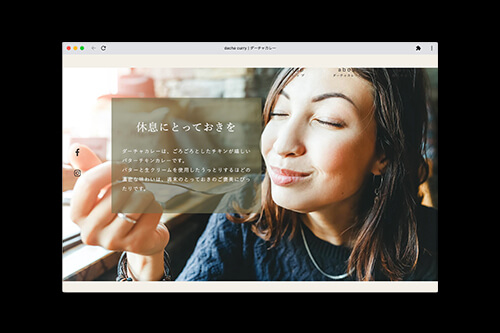 dacha curry | ダーチャカレー
休息にとっておきを
ダーチャカレーは、ごろごろとしたチキンが嬉しい
バターチキンカレーです。
バターと生クリームを使用したうっとりするほどの
濃密な味わいは、週末のとっておきのご褒美にぴっ
たりです。